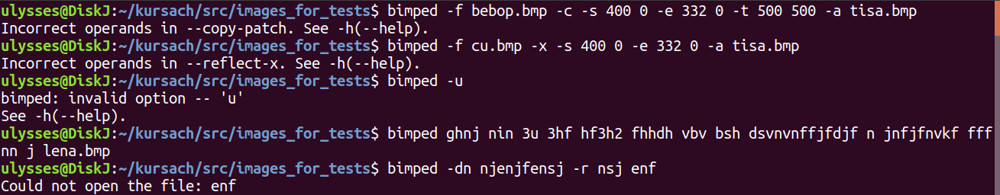 ulysses@DiskJ:~/kursach/src/images_for_tests$ bimped -f bebop.bmp -c -s 400 0 -e 332 0 -t 500 500 -a tisa.bmp
Incorrect operands in --copy-patch. See -h(--help).
ulysses@DiskJ:~/kursach/src/images_for_tests$ bimped -f cu.bmp -x -s 400 0 -e 332 0 -a tisa.bmp
Incorrect operands in --reflect-x. See -h(--help).
ulysses@DiskJ:~/kursach/src/images_for_tests$ bimped -u
bimped: invalid option -- 'u'
See -h(--help).
ulysses@DiskJ:~/kursach/src/images_for_tests$ bimped ghnj nin 3u 3hf hf3h2 fhhdh vbv bsh dsvnvnffjfdjf n jnfjfnvkf fff
nn j lena.bmp
ulysses@DiskJ:~/kursach/src/images_for_tests$ bimped -dn njenjfensj -r nsj enf
Could not open the file: enf